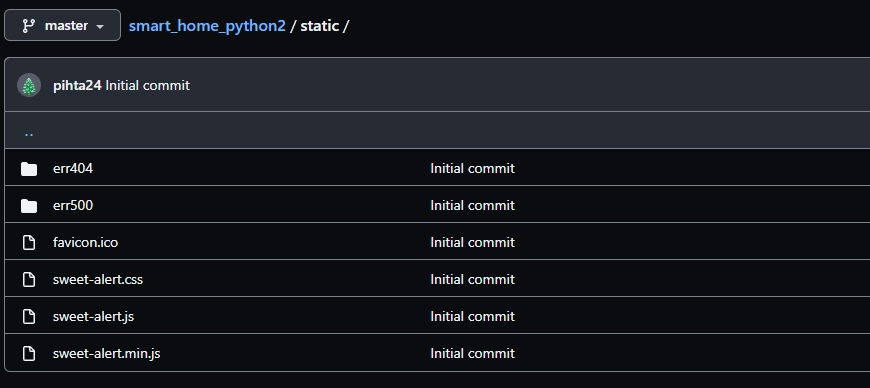 master smart_home_python2 / static /
pihta24 Initial commit
..
err404 Initial commit
err500 Initial commit
favicon.ico Initial commit
sweet-alert.css Initial commit
sweet-alert.js Initial commit
sweet-alert.min.js Initial commit